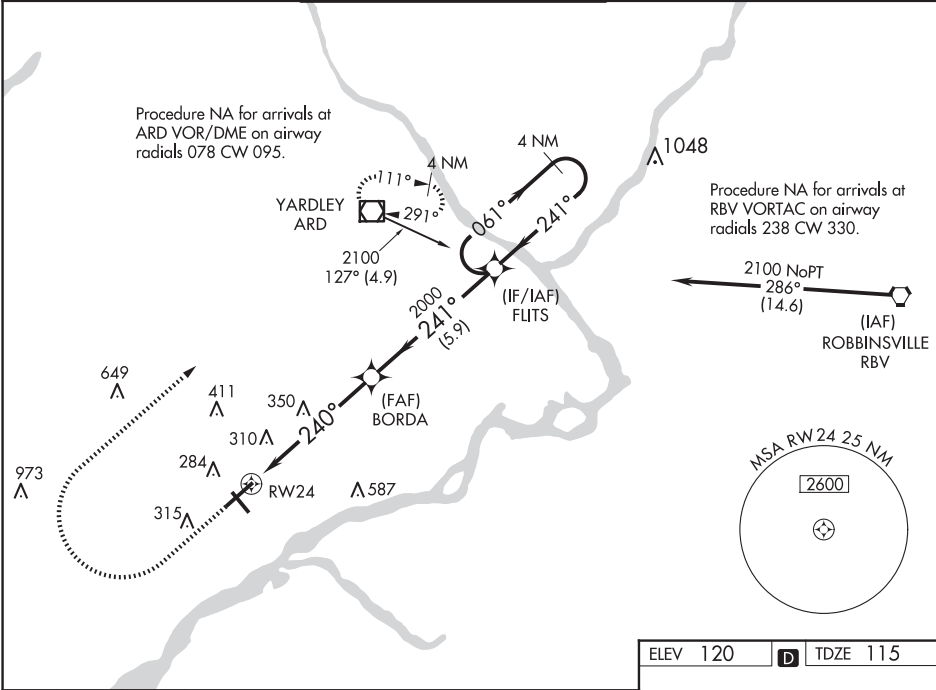 Procedure NA for arrivals at
ARD VOR/DME on airway
radials 078 CW 095.
4 NM
4 NM
1048
111°
YARDLEY
ARD
291°
061°
241°
Procedure NA for arrivals at
RBV VORTAC on airway
radials 238 CW 330.
2100
127° (4.9)
2100 NoPT
286°
(14.6)
(IF/IAF)
FLITS
2000
241°
(5.9)
(IAF)
ROBBINSVILLE
RBV
649
411
350
(FAF)
BORDA
240°
310
284
973
RW24
587
315
MSA RW24 25 NM
2600
ELEV 120 D TDZE 115